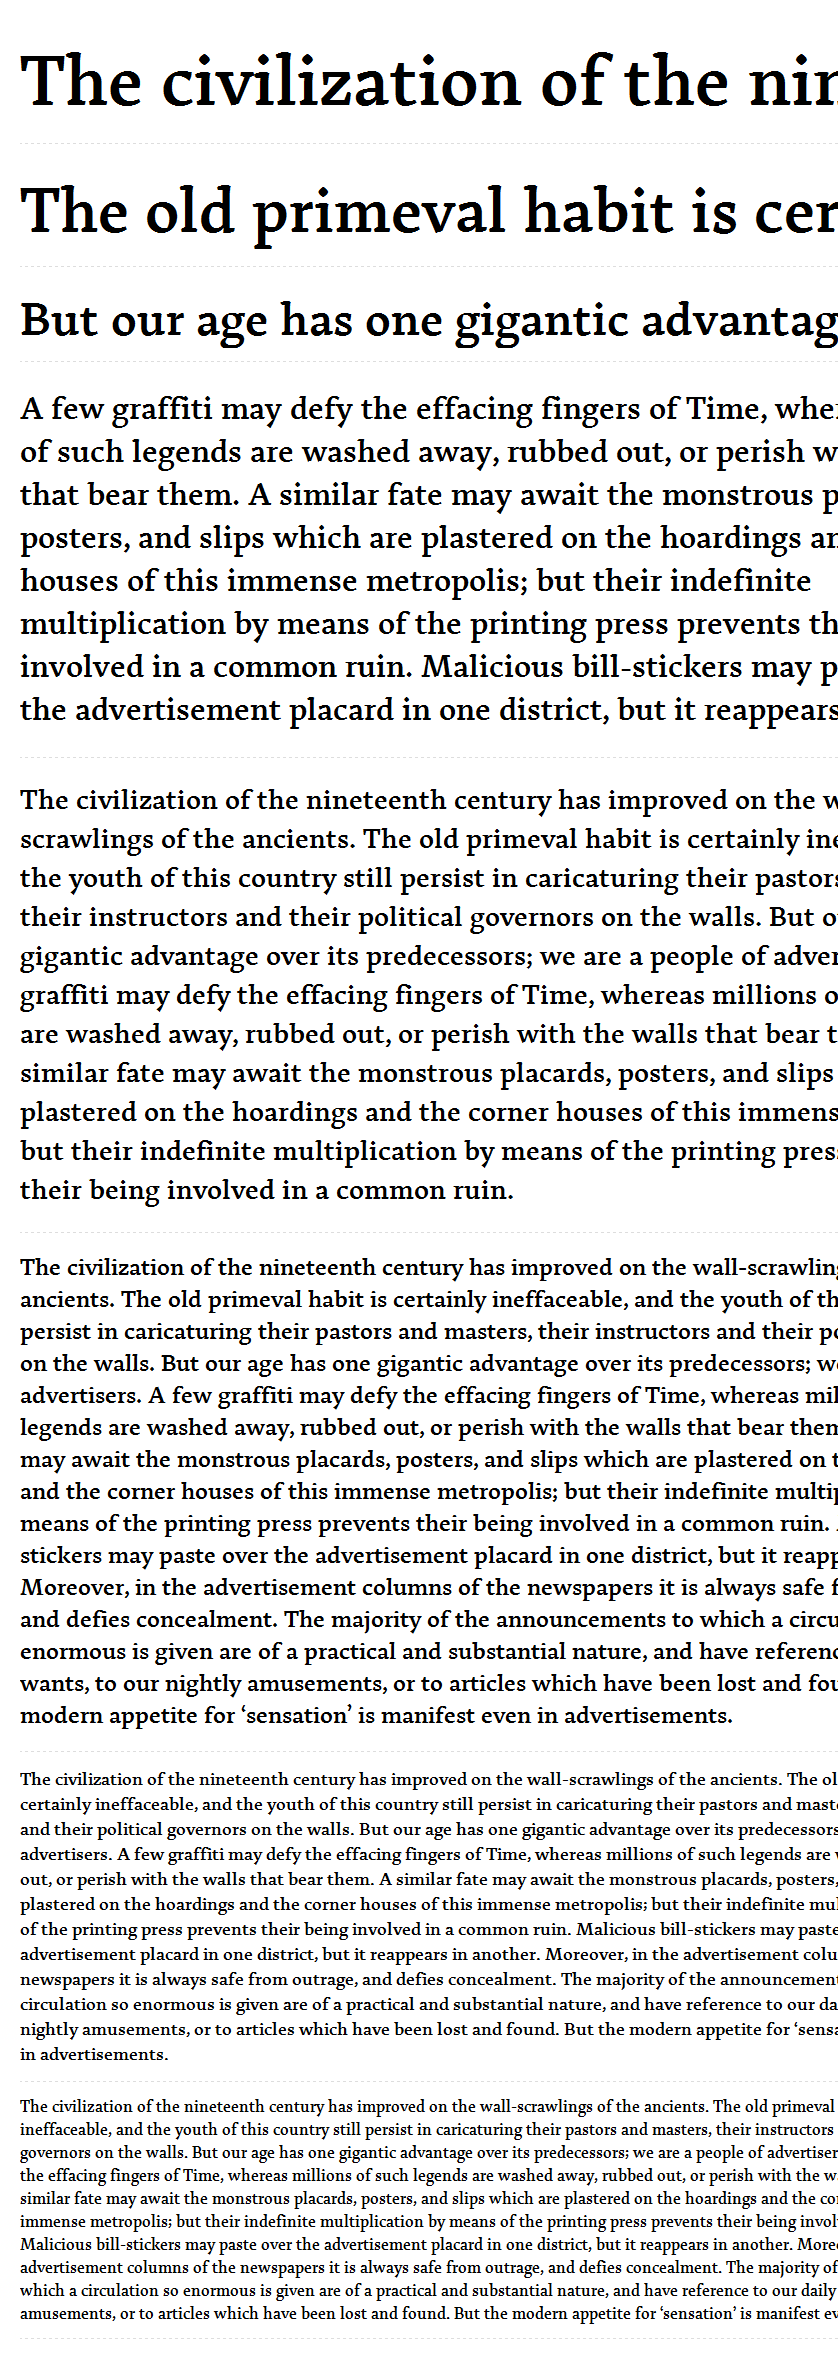 The civilization of the nin
The old primeval habit is cer
But our age has one gigantic advantag
A few graffiti may defy the effacing fingers of Time, wher
of such legends are washed away, rubbed out, or perish w
that bear them. A similar fate may await the monstrous p
posters, and slips which are plastered on the hoardings an
houses of this immense metropolis; but their indefinite
multiplication by means of the printing press prevents th
involved in a common ruin. Malicious bill-stickers may p
the advertisement placard in one district, but it reappears
The civilization of the nineteenth century has improved on the w
scrawlings of the ancients. The old primeval habit is certainly ine
the youth of this country still persist in caricaturing their pastors
their instructors and their political governors on the walls. But o
gigantic advantage over its predecessors; we are a people of adver
graffiti may defy the effacing fingers of Time, whereas millions o
are washed away, rubbed out, or perish with the walls that bear t
similar fate may await the monstrous placards, posters, and slips
plastered on the hoardings and the corner houses of this immens
but their indefinite multiplication by means of the printing pres
their being involved in a common ruin.
The civilization of the nineteenth century has improved on the wall-scrawling
ancients. The old primeval habit is certainly ineffaceable, and the youth of th
persist in caricaturing their pastors and masters, their instructors and their po
on the walls. But our age has one gigantic advantage over its predecessors; we
advertisers. A few graffiti may defy the effacing fingers of Time, whereas mil
legends are washed away, rubbed out, or perish with the walls that bear them
may await the monstrous placards, posters, and slips which are plastered on t
and the corner houses of this immense metropolis; but their indefinite multip
means of the printing press prevents their being involved in a common ruin.
stickers may paste over the advertisement placard in one district, but it reapp
Moreover, in the advertisement columns of the newspapers it is always safe f
and defies concealment. The majority of the announcements to which a circu
enormous is given are of a practical and substantial nature, and have referenc
wants, to our nightly amusements, or to articles which have been lost and fou
modern appetite for ‘sensation’ is manifest even in advertisements.
The civilization of the nineteenth century has improved on the wall-scrawlings of the ancients. The ol
certainly ineffaceable, and the youth of this country still persist in caricaturing their pastors and maste
and their political governors on the walls. But our age has one gigantic advantage over its predecessors
advertisers. A few graffiti may defy the effacing fingers of Time, whereas millions of such legends are w
out, or perish with the walls that bear them. A similar fate may await the monstrous placards, posters,
plastered on the hoardings and the corner houses of this immense metropolis; but their indefinite mul
of the printing press prevents their being involved in a common ruin. Malicious bill-stickers may paste
advertisement placard in one district, but it reappears in another. Moreover, in the advertisement colu
newspapers it is always safe from outrage, and defies concealment. The majority of the announcement
circulation so enormous is given are of a practical and substantial nature, and have reference to our da
nightly amusements, or to articles which have been lost and found. But the modern appetite for ‘sensa
in advertisements.
The civilization of the nineteenth century has improved on the wall-scrawlings of the ancients. The old primeval
ineffaceable, and the youth of this country still persist in caricaturing their pastors and masters, their instructors
governors on the walls. But our age has one gigantic advantage over its predecessors; we are a people of advertiser
the effacing fingers of Time, whereas millions of such legends are washed away, rubbed out, or perish with the w
similar fate may await the monstrous placards, posters, and slips which are plastered on the hoardings and the co
immense metropolis; but their indefinite multiplication by means of the printing press prevents their being invol
Malicious bill-stickers may paste over the advertisement placard in one district, but it reappears in another. More
advertisement columns of the newspapers it is always safe from outrage, and defies concealment. The majority of
which a circulation so enormous is given are of a practical and substantial nature, and have reference to our daily
amusements, or to articles which have been lost and found. But the modern appetite for ‘sensation’ is manifest ev